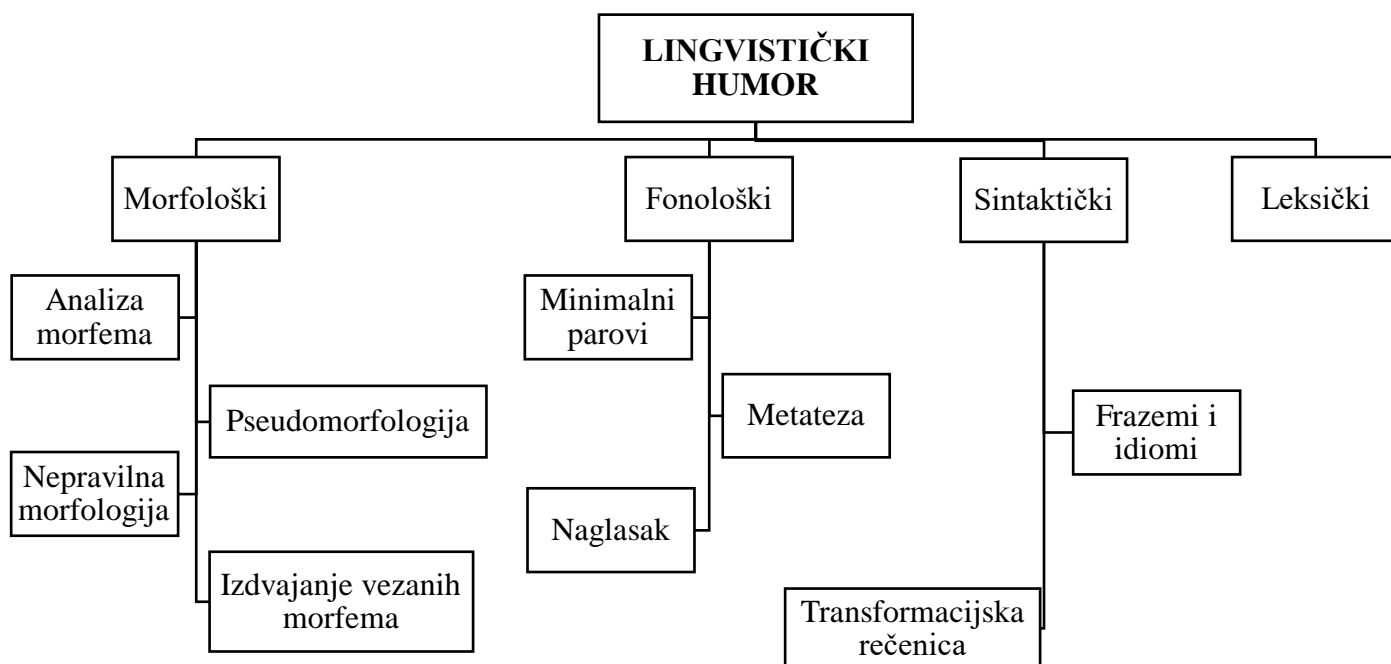 LINGVISTIČKI
HUMOR
Morfološki
Fonološki
Sintaktički
Leksički
Analiza
morfema
Pseudomorfologija
Nepravilna
morfologija
Izdvajanje vezanih
morfema
Minimalni
parovi
Metateza
Naglasak
Frazemi i
idiomi
Transformacijska
rečenica